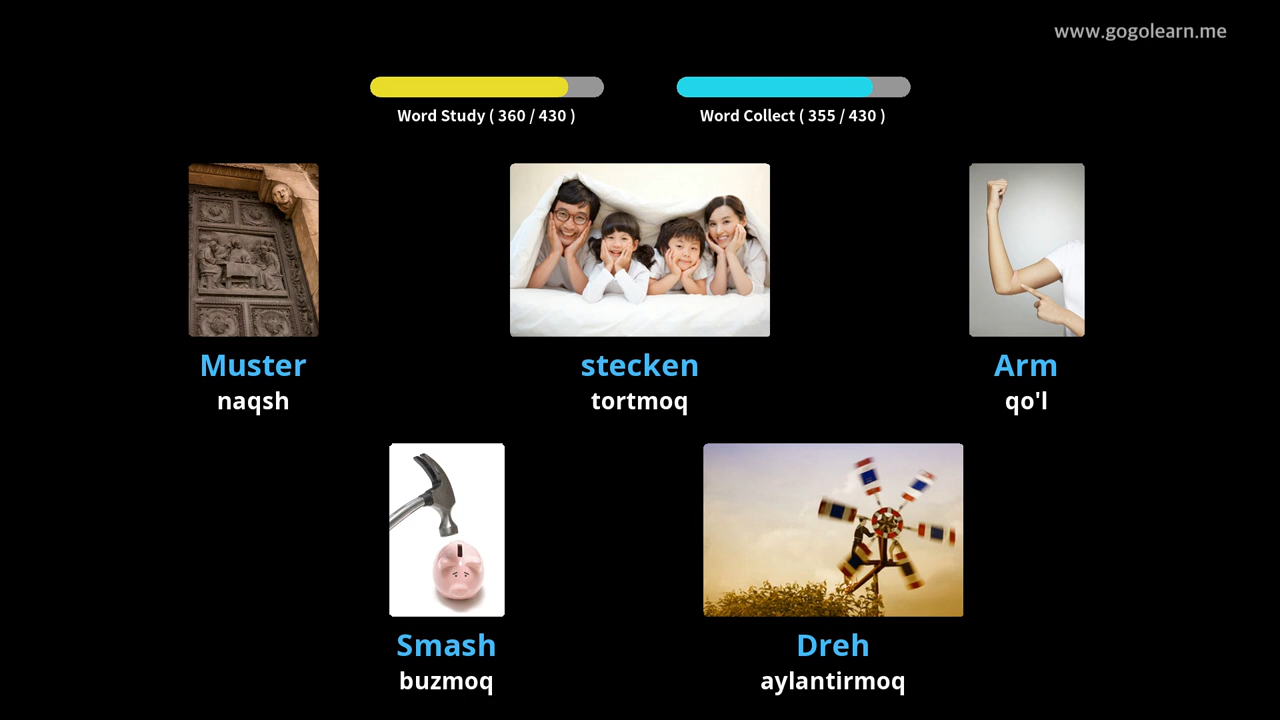 www.gogolearn.me
Word Study ( 360 / 430 )
Word Collect ( 355 / 430 )
Muster
naqsh
stecken
tortmoq
Arm
qo'l
Smash
buzmoq
Dreh
aylantirmoq